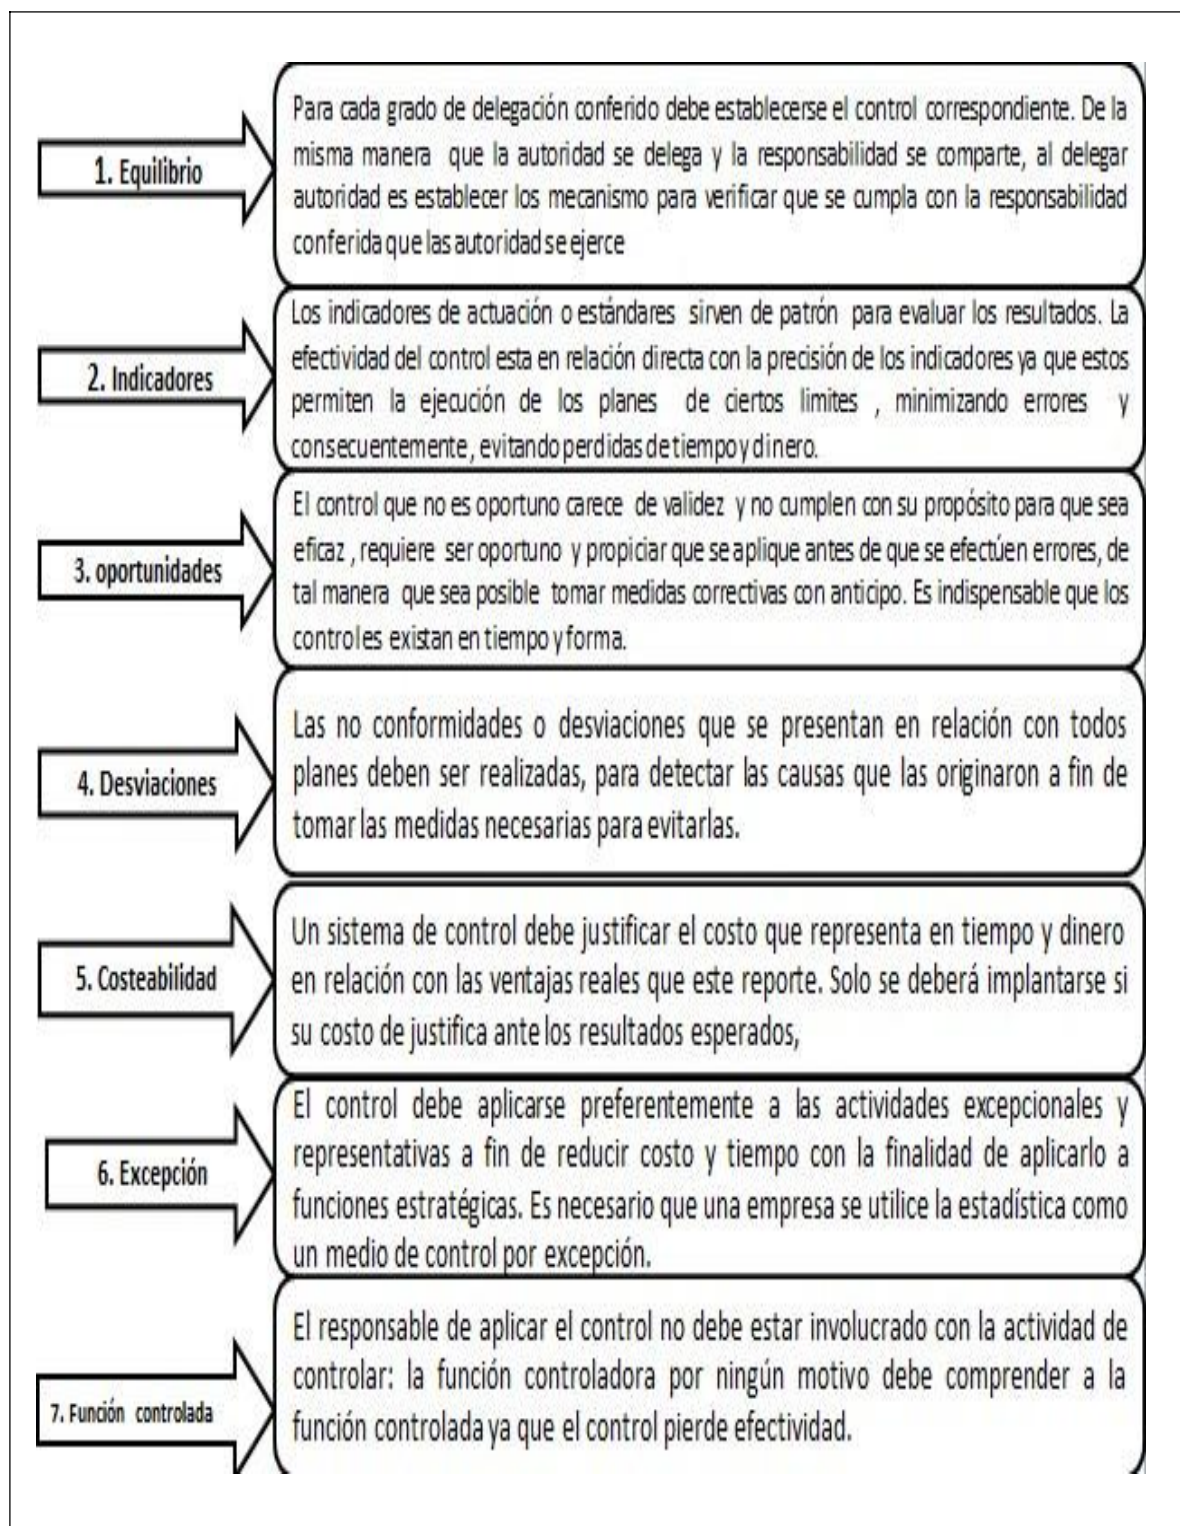 1. Equilibrio
Para cada grado de delegación conferido debe establecerse el control correspondiente. De la
misma manera que la autoridad se delega y la responsabilidad se comparte, al delegar
autoridad es establecer los mecanismo para verificar que se cumpla con la responsabilidad
conferida que las autoridad se ejerce
2. Indicadores
Los indicadores de actuación o estándares sirven de patrón para evaluar los resultados. La
efectividad del control esta en relación directa con la precisión de los indicadores ya que estos
permiten la ejecución de los planes de ciertos limites , minimizando errores y
consecuentemente, evitando perdidas de tiempo y dinero.
3. oportunidades
El control que no es oportuno carece de validez y no cumplen con su propósito para que sea
eficaz , requiere ser oportuno y propiciar que se aplique antes de que se efectúen errores, de
tal manera que sea posible tomar medidas correctivas con anticipo. Es indispensable que los
controles existan en tiempo y forma.
4. Desviaciones
Las no conformidades o desviaciones que se presentan en relación con todos
planes deben ser realizadas, para detectar las causas que las originaron a fin de
tomar las medidas necesarias para evitarlas.
5. Costeabilidad
Un sistema de control debe justificar el costo que representa en tiempo y dinero
en relación con las ventajas reales que este reporte. Solo se deberá implantarse si
su costo de justifica ante los resultados esperados,
6. Excepción
El control debe aplicarse preferentemente a las actividades excepcionales y
representativas a fin de reducir costo y tiempo con la finalidad de aplicarlo a
funciones estratégicas. Es necesario que una empresa se utilice la estadística como
un medio de control por excepción.
7. Función controlada
El responsable de aplicar el control no debe estar involucrado con la actividad de
controlar: la función controladora por ningún motivo debe comprender a la
función controlada ya que el control pierde efectividad.